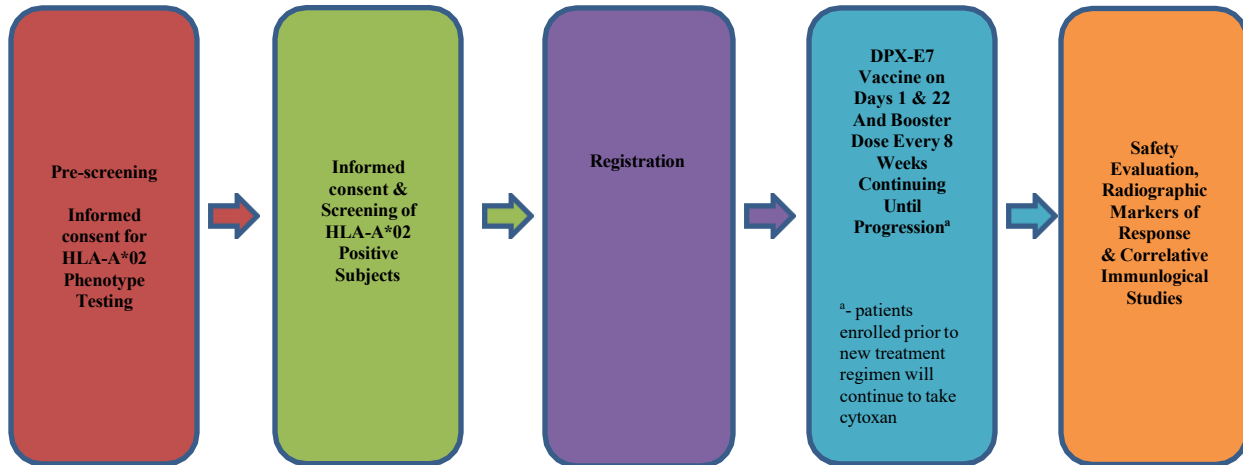 Pre-screening
Informed
consent for
HLA-A*02
Phenotype
Testing
Informed
consent &
Screening of
HLA-A*02
Positive
Subjects
Registration
DPX-E7
Vaccine on
Days 1 & 22
And Booster
Dose Every 8
Weeks
Continuing
Until
Progressionᵃ
ᵃ- patients
enrolled prior to
new treatment
regimen will
continue to take
cytoxan
Safety
Evaluation,
Radiographic
Markers of
Response
& Correlative
Immunlogical
Studies